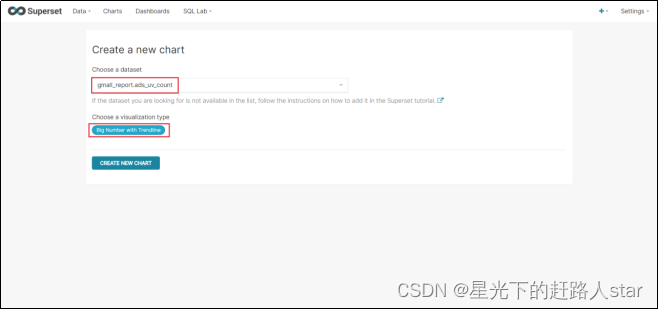 Superset Data Charts Dashboards SQL Lab + Settings
Create a new chart
Choose a dataset
gmall_report.ads_uv_count
If the dataset you are looking for is not available in the list, follow the instructions on how to add it in the Superset tutorial.
Choose a visualization type
Big Number with Trendline
CREATE NEW CHART
CSDN @星光下的赶路人star